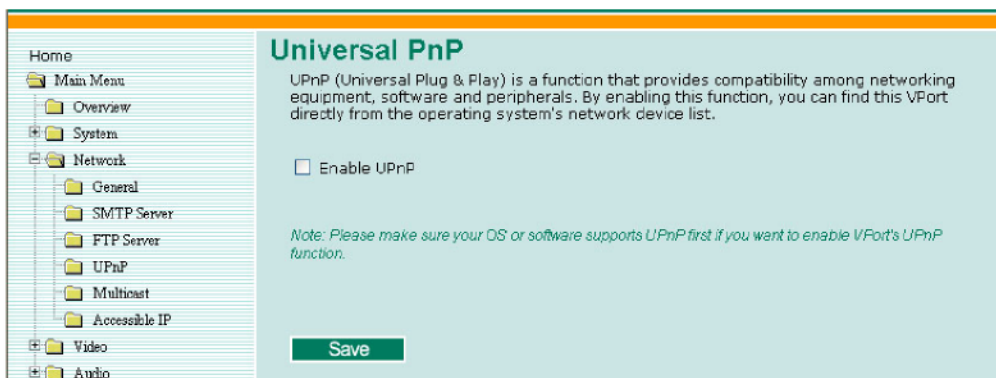 Home
Main Menu
Overview
System
Network
General
SMTP Server
FTP Server
UPnP
Multicast
Accessible IP
Video
Audio
Universal PnP
UPnP (Universal Plug & Play) is a function that provides compatibility among networking
equipment, software and peripherals. By enabling this function, you can find this VPort
directly from the operating system's network device list.
Enable UPnP
Note: Please make sure your OS or software supports UPnP first if you want to enable VPort's UPnP
function.
Save